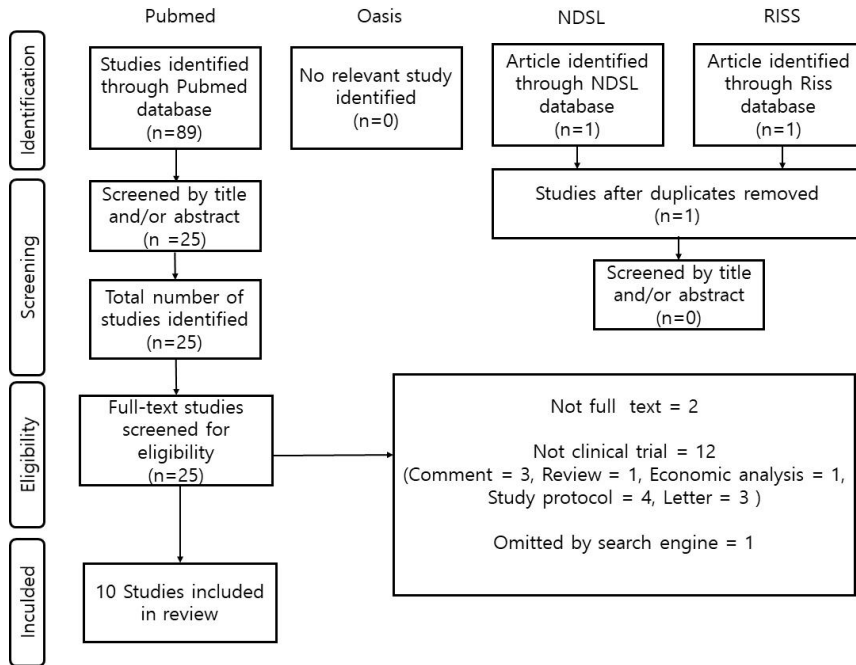 Pubmed
Oasis
NDSL
RISS
Identification
Studies identified
through Pubmed
database
(n=89)
No relevant study
identified
(n=0)
Article identified
through NDSL
database
(n=1)
Article identified
through Riss
database
(n=1)
Screening
Screened by title
and/or abstract
(n =25)
Studies after duplicates removed
(n=1)
Screened by title
and/or abstract
(n=0)
Total number of
studies identified
(n=25)
Eligibility
Full-text studies
screened for
eligibility
(n=25)
Not full text = 2
Not clinical trial = 12
(Comment = 3, Review = 1, Economic analysis = 1,
Study protocol = 4, Letter = 3 )
Omitted by search engine = 1
Inculded
10 Studies included
in review